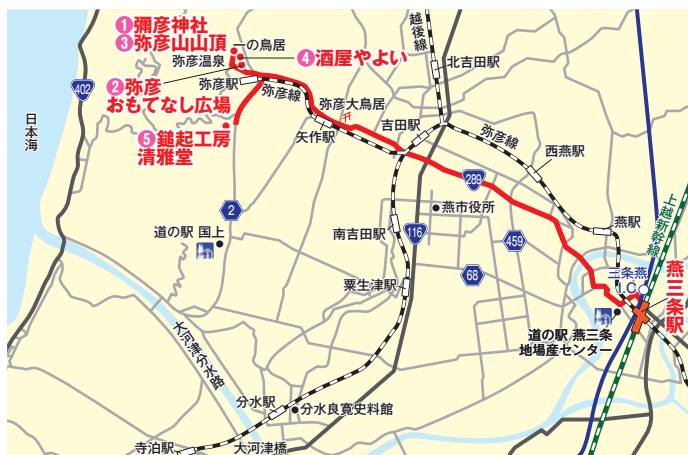 ❶彌彦神社
❸弥彦山山頂
一の鳥居
弥彦温泉
❹酒屋やよい
越後線
北吉田駅
402
❷弥彦
おもてなし広場
弥彦駅
弥彦線
弥彦大鳥居
吉田駅
弥彦線
日本海
❺鎚起工房
清雅堂
矢作駅
西燕駅
289
上越新幹線
2
燕市役所
燕駅
道の駅 国上
南吉田駅
116
459
68
三条燕
I.C
燕三条駅
粟生津駅
道の駅 燕三条
地場産センター
大河津分水路
分水駅
分水良寛史料館
寺泊駅
大河津橋